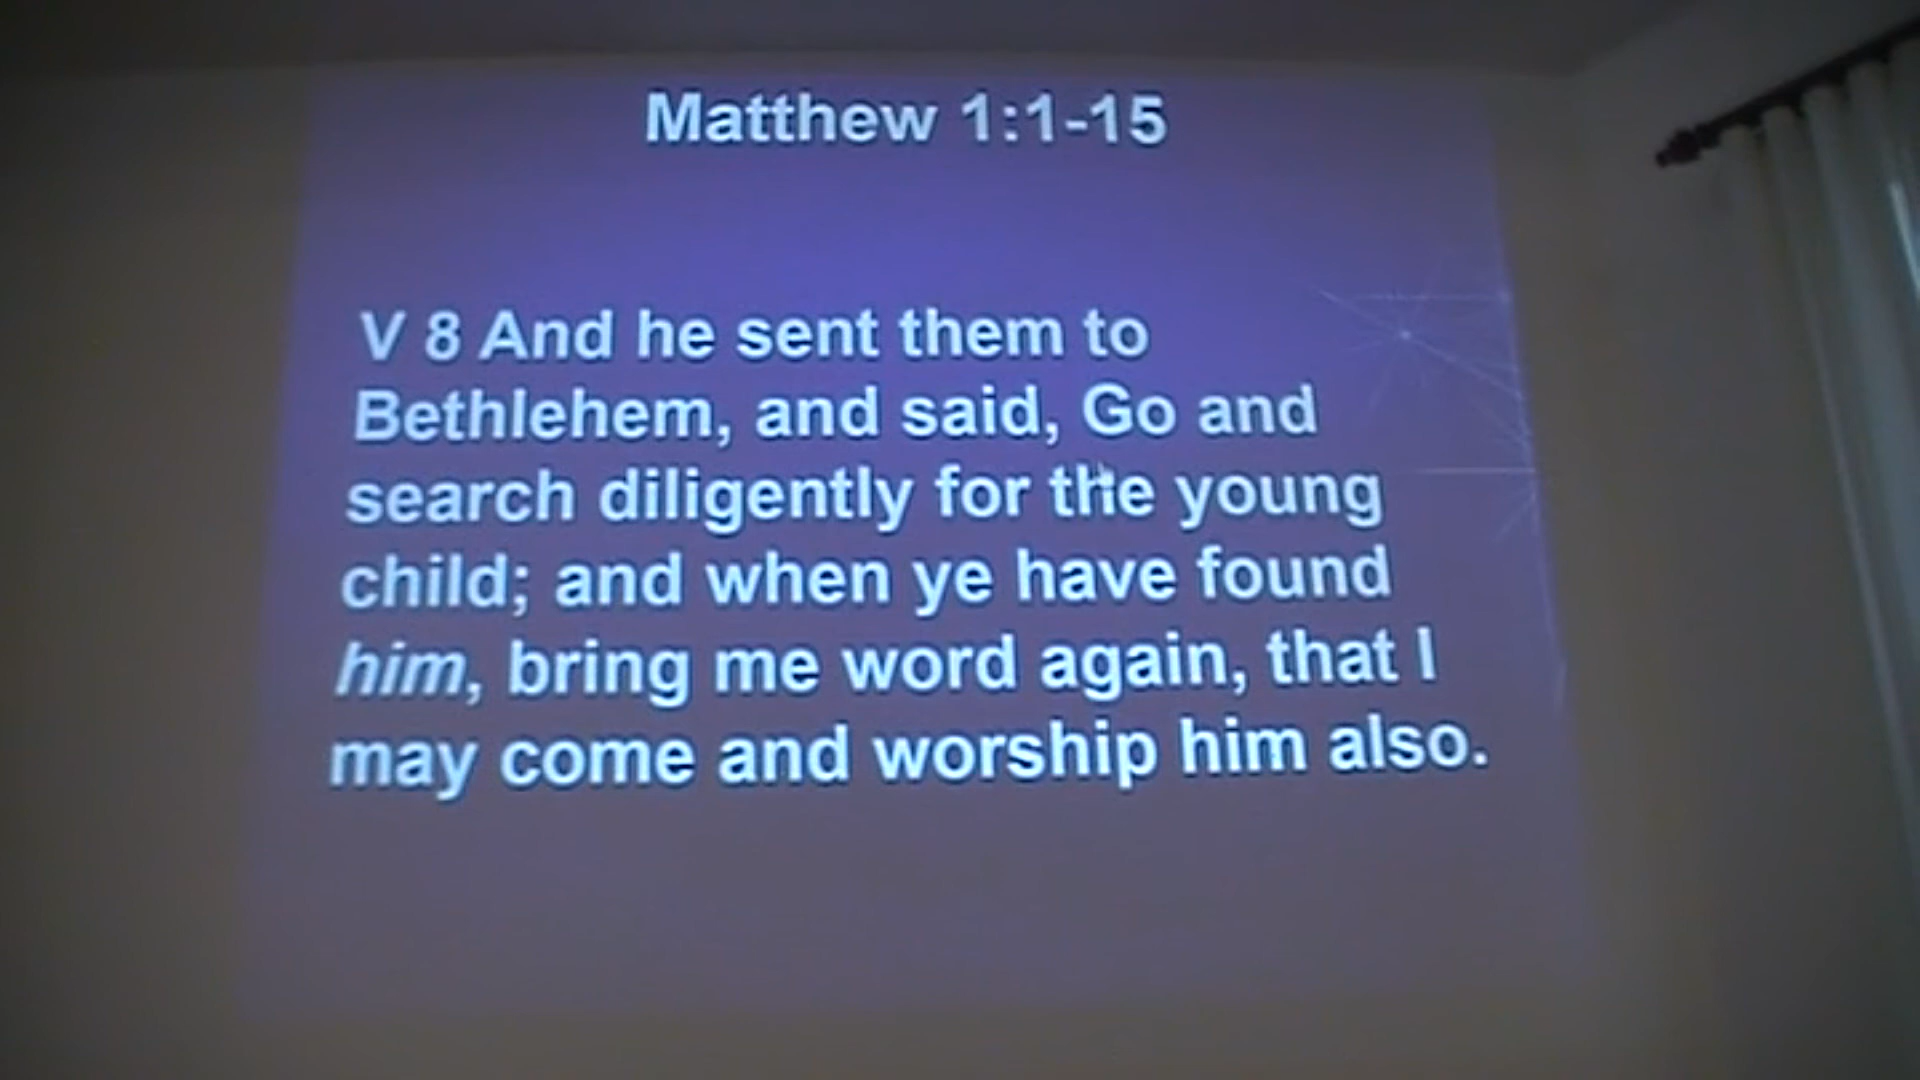 Matthew 1:1-15
V 8 And he sent them to
Bethlehem, and said, Go and
search diligently for the young
child; and when ye have found
him, bring me word again, that I
may come and worship him also.